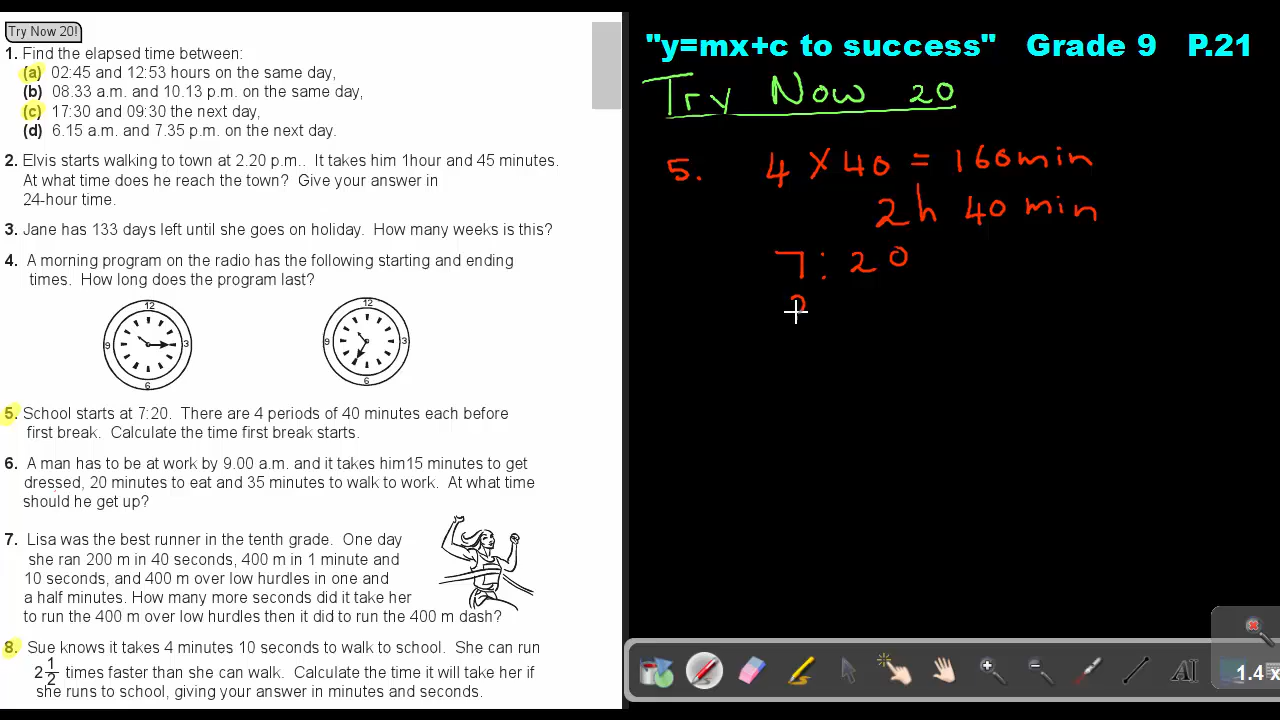 Try Now 20!
1. Find the elapsed time between:
(a) 02:45 and 12:53 hours on the same day,
(b) 08.33 a.m. and 10.13 p.m. on the same day,
(c) 17:30 and 09:30 the next day,
(d) 6.15 a.m. and 7.35 p.m. on the next day.
2. Elvis starts walking to town at 2.20 p.m.. It takes him 1hour and 45 minutes.
At what time does he reach the town? Give your answer in
24-hour time.
3. Jane has 133 days left until she goes on holiday. How many weeks is this?
4. A morning program on the radio has the following starting and ending
times. How long does the program last?
12
9 3
6
12
9 3
6
5. School starts at 7:20. There are 4 periods of 40 minutes each before
first break. Calculate the time first break starts.
6. A man has to be at work by 9.00 a.m. and it takes him15 minutes to get
dressed, 20 minutes to eat and 35 minutes to walk to work. At what time
should he get up?
7. Lisa was the best runner in the tenth grade. One day
she ran 200 m in 40 seconds, 400 m in 1 minute and
10 seconds, and 400 m over low hurdles in one and
a half minutes. How many more seconds did it take her
to run the 400 m over low hurdles then it did to run the 400 m dash?
8. Sue knows it takes 4 minutes 10 seconds to walk to school. She can run
2 1/2 times faster than she can walk. Calculate the time it will take her if
she runs to school, giving your answer in minutes and seconds.
"y=mx+c to success" Grade 9 P.21
Try Now 20
5. 4 × 40 = 160min
2h 40 min
7:20
AI
1.4 x